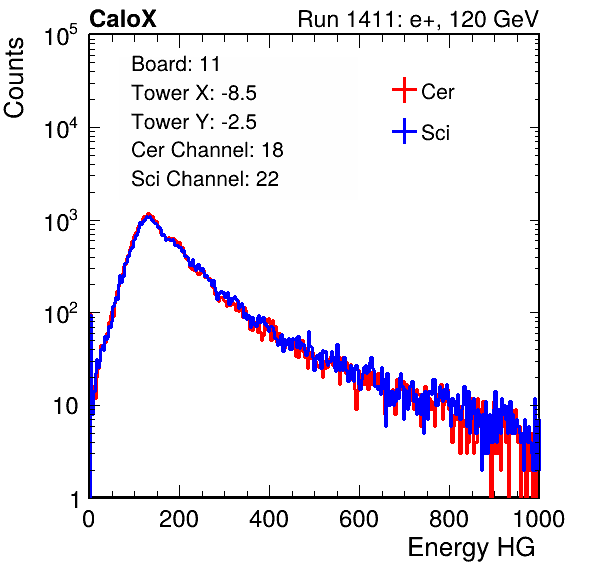 CaloX
Run 1411: e+, 120 GeV
Counts
10^5
10^4
10^3
10^2
10
1
Board: 11
Tower X: -8.5
Tower Y: -2.5
Cer Channel: 18
Sci Channel: 22
Cer
Sci
0 200 400 600 800 1000
Energy HG